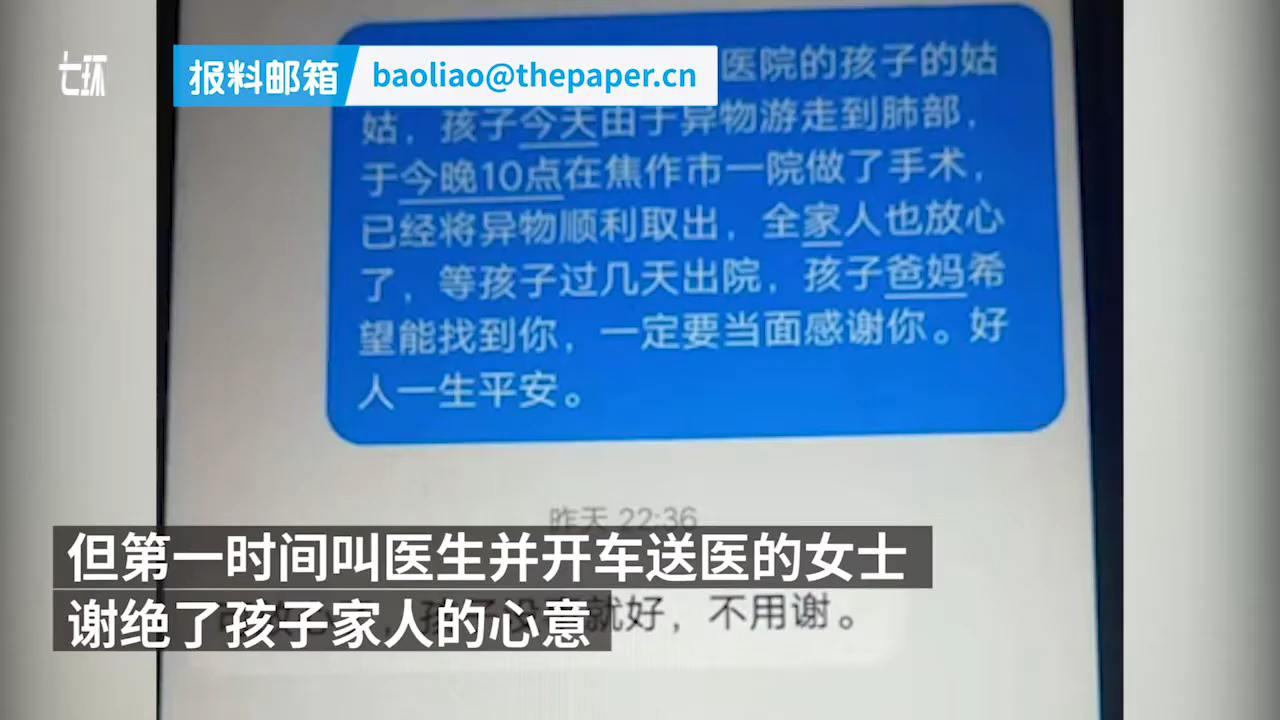 七环
报料邮箱 baoliao@thepaper.cn
医院的孩子的姑
姑，孩子今天由于异物游走到肺部，
于今晚10点在焦作市一院做了手术，
已经将异物顺利取出，全家人也放心
了，等孩子过几天出院，孩子爸妈希
望能找到你，一定要当面感谢你。好
人一生平安。
昨天 22:36
但第一时间叫医生并开车送医的女士
谢绝了孩子家人的心意
就好，不用谢。